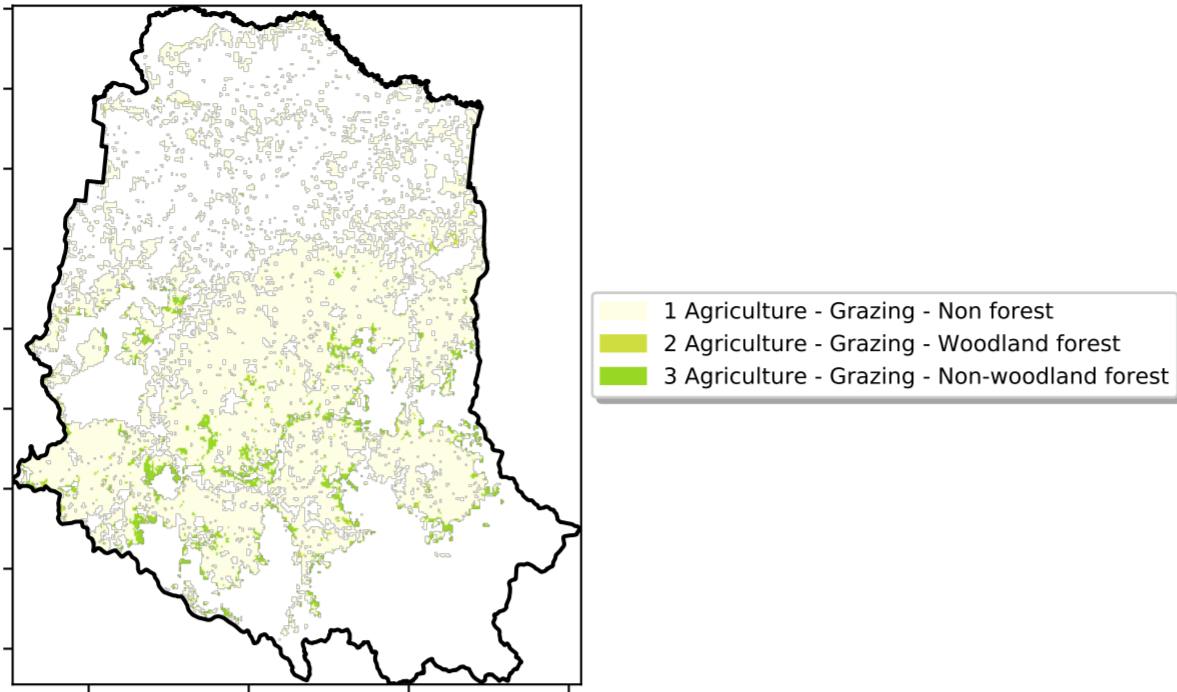 1 Agriculture - Grazing - Non forest
2 Agriculture - Grazing - Woodland forest
3 Agriculture - Grazing - Non-woodland forest